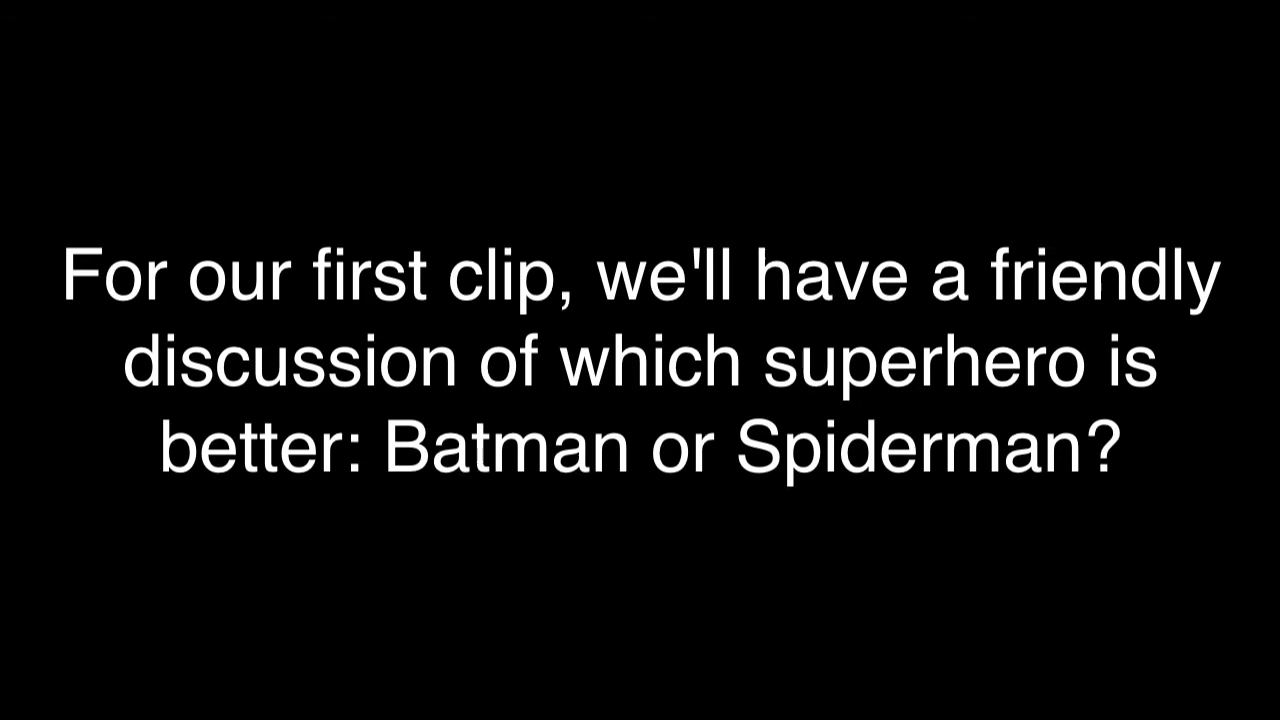 For our first clip, we'll have a friendly
discussion of which superhero is
better: Batman or Spiderman?